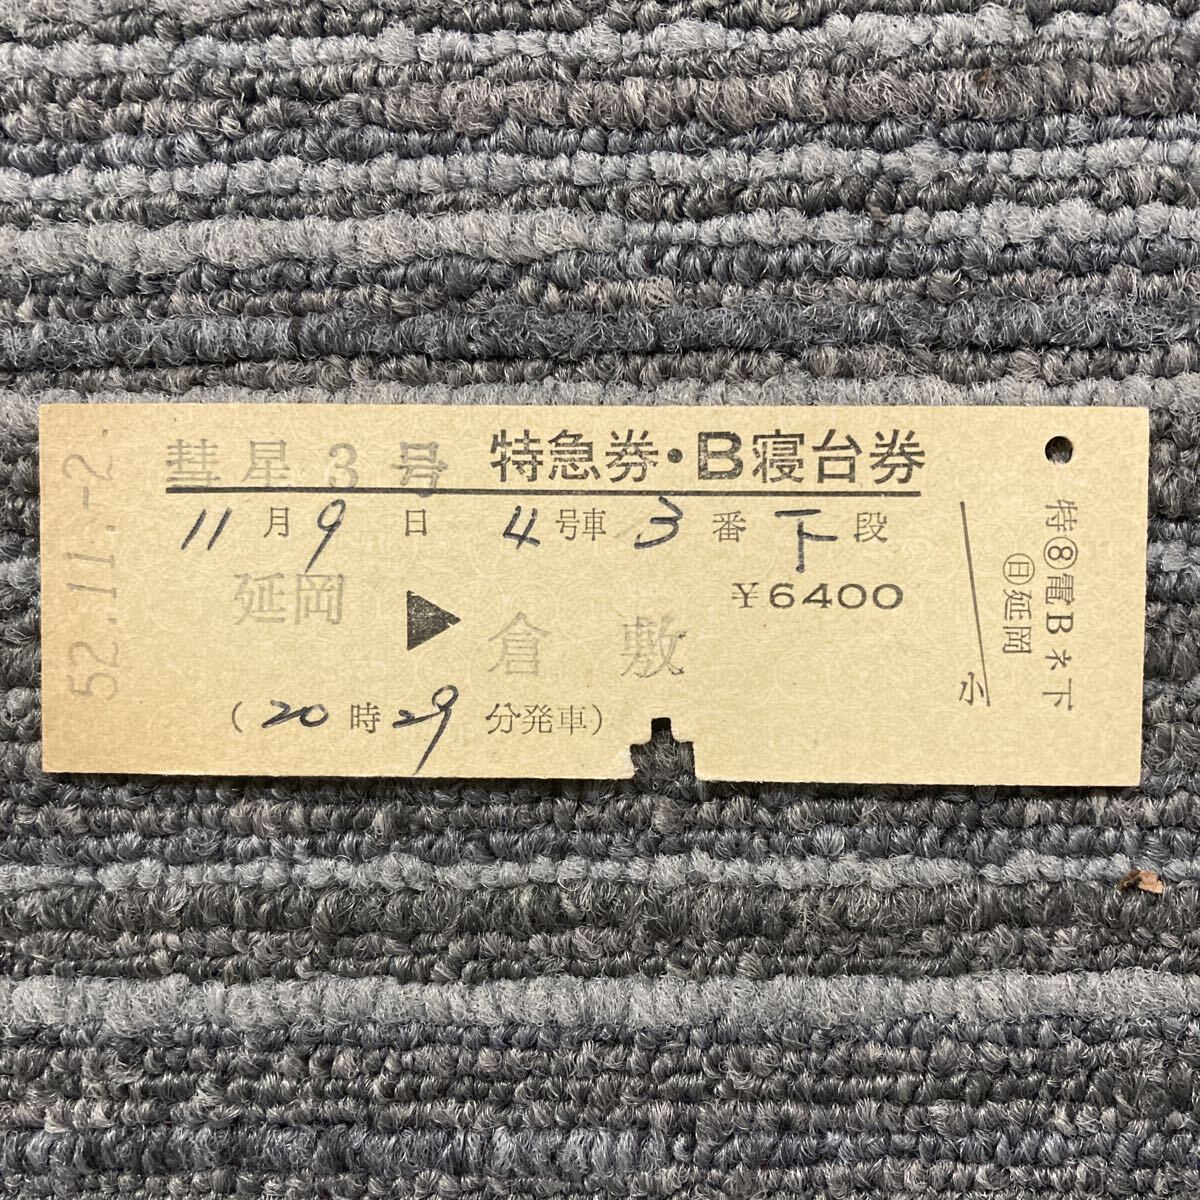 彗星3号 特急券・B寝台券
11月9日 4号車3番下段
延岡▶倉敷
¥6400
(20時29分発車)
52.11.-2.
小
特⑧電Bネ下
㊐延岡